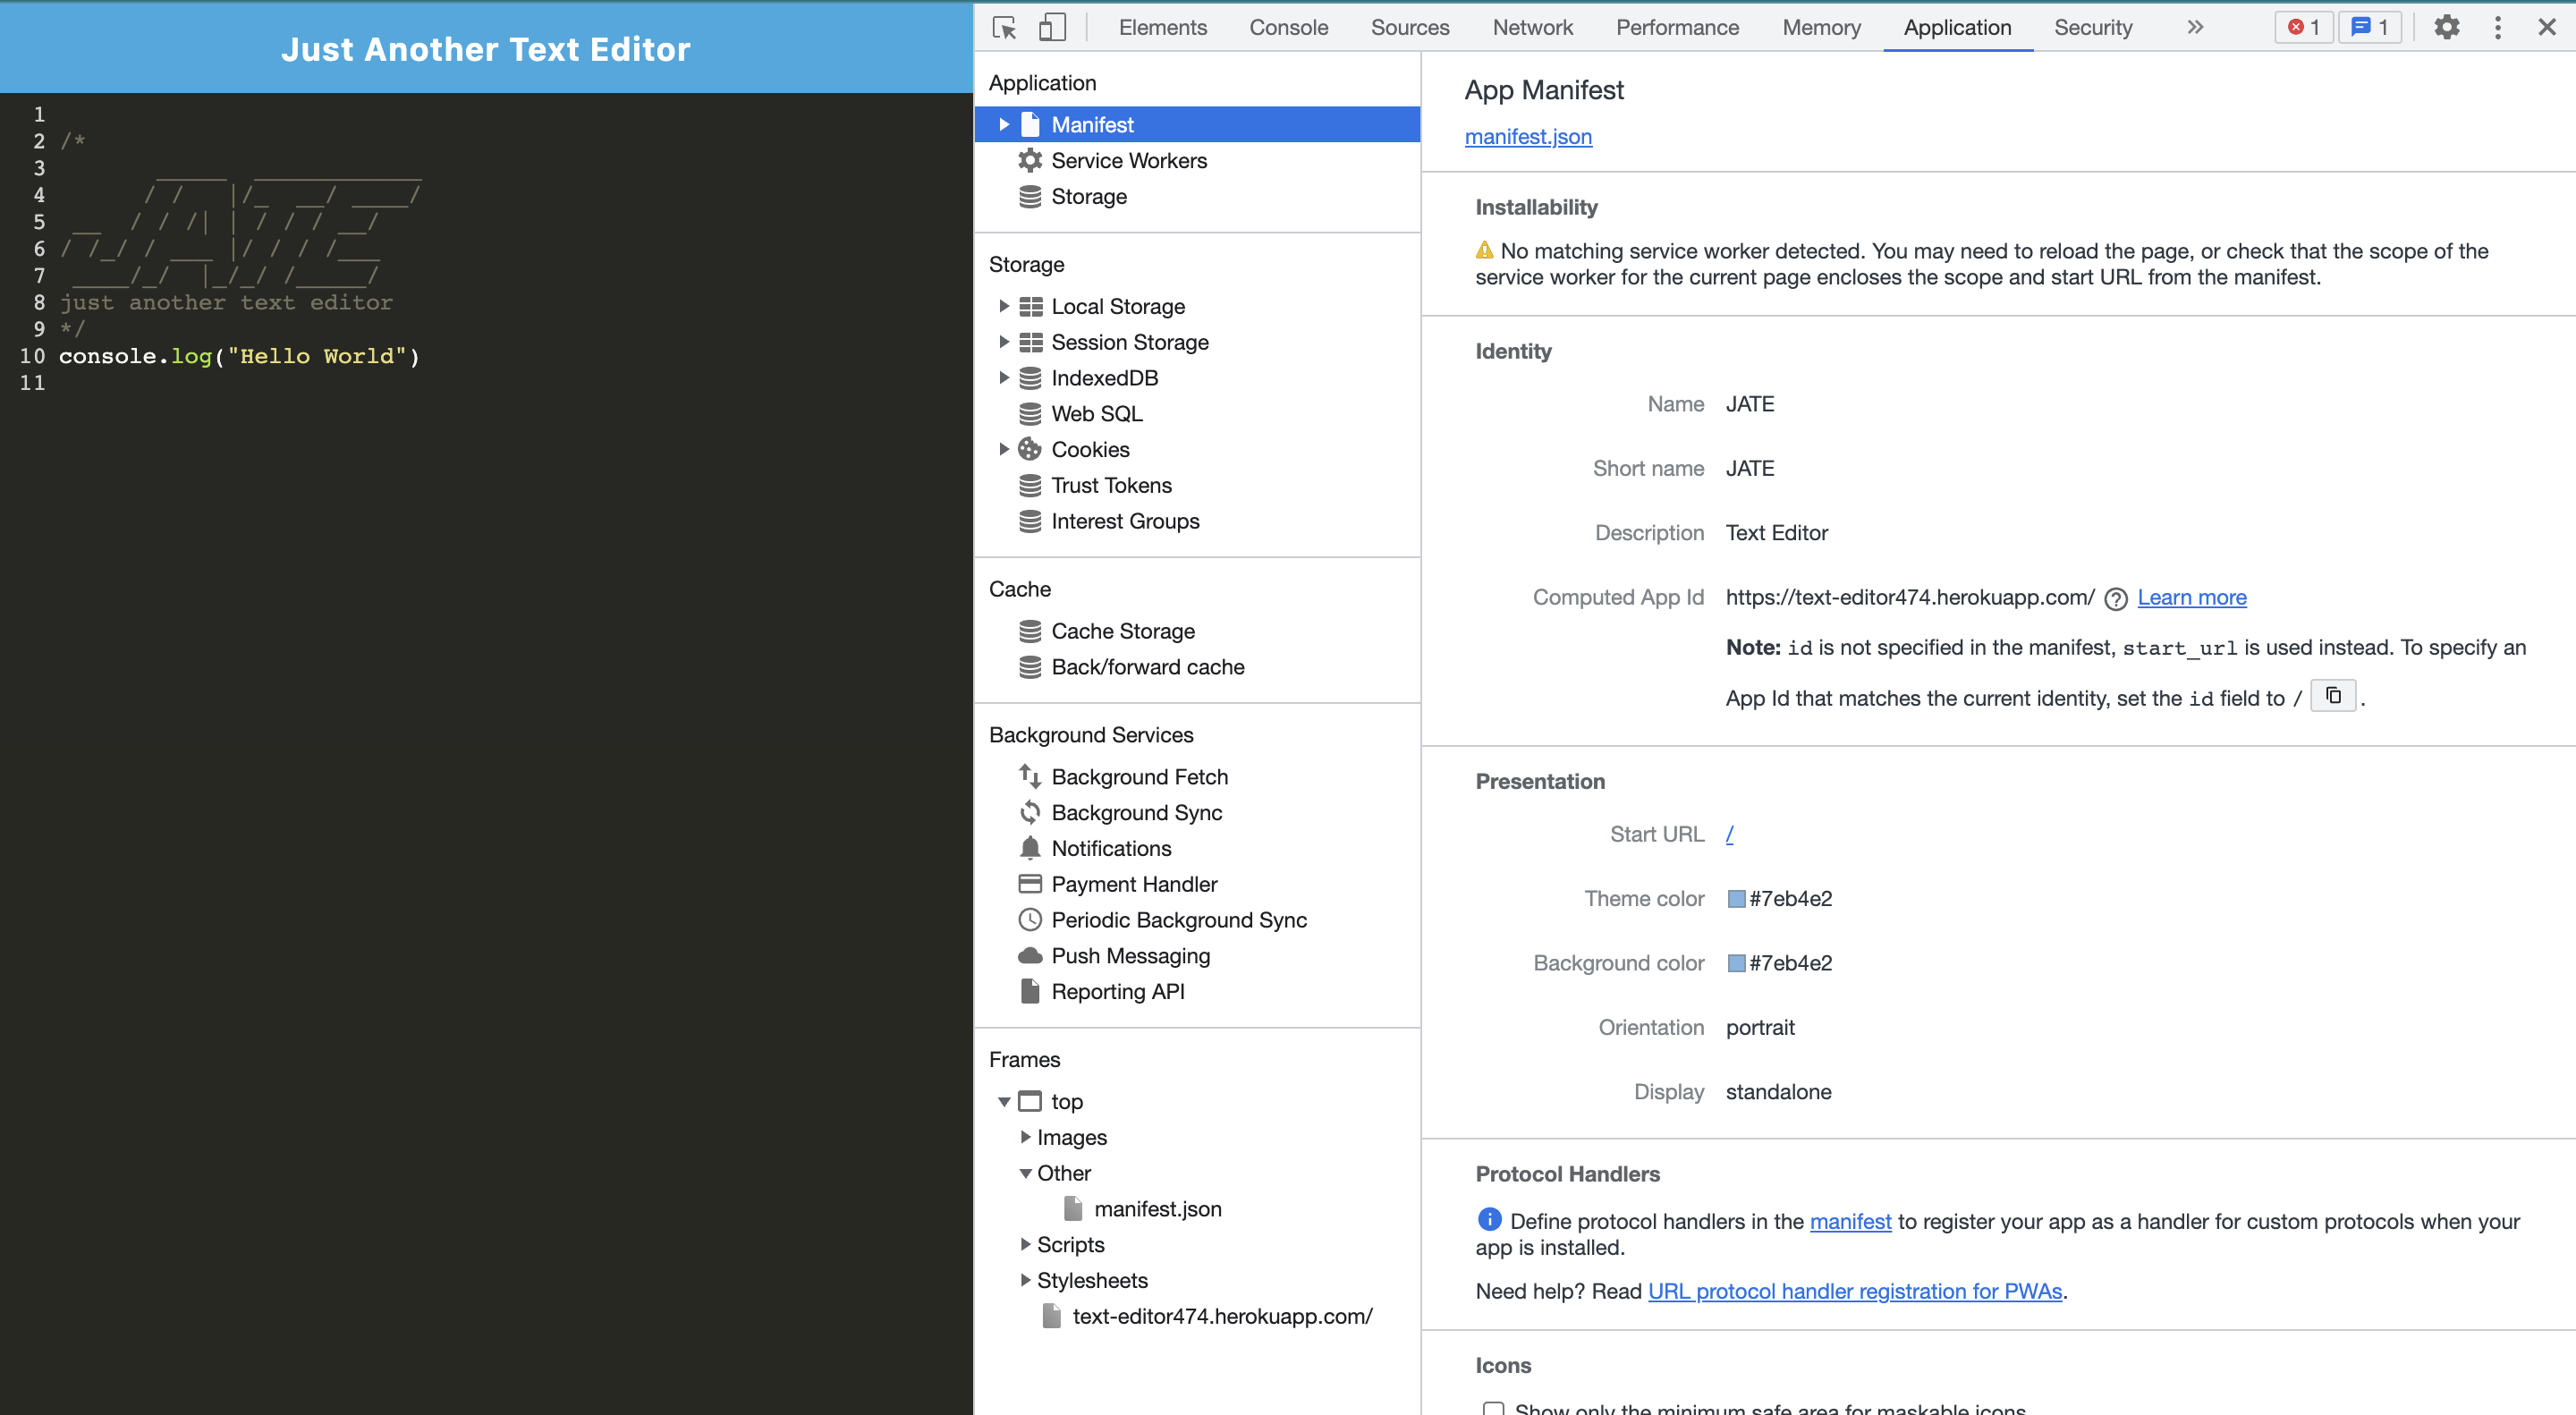 Just Another Text Editor
1
2 /*
3        _____  ____________
4       / /   |/_  __/ ____/
5  __  / / /| | / / / __/
6 / /_/ / ___ |/ / / /___
7  ____/_/  |_/_/ /_____/
8 just another text editor
9 */
10 console.log("Hello World")
11
Elements Console Sources Network Performance Memory Application Security 1 1
Application
Manifest
Service Workers
Storage
Storage
Local Storage
Session Storage
IndexedDB
Web SQL
Cookies
Trust Tokens
Interest Groups
Cache
Cache Storage
Back/forward cache
Background Services
Background Fetch
Background Sync
Notifications
Payment Handler
Periodic Background Sync
Push Messaging
Reporting API
Frames
top
Images
Other
manifest.json
Scripts
Stylesheets
text-editor474.herokuapp.com/
App Manifest
manifest.json
Installability
No matching service worker detected. You may need to reload the page, or check that the scope of the
service worker for the current page encloses the scope and start URL from the manifest.
Identity
Name JATE
Short name JATE
Description Text Editor
Computed App Id https://text-editor474.herokuapp.com/ Learn more
Note: id is not specified in the manifest, start_url is used instead. To specify an
App Id that matches the current identity, set the id field to / .
Presentation
Start URL /
Theme color #7eb4e2
Background color #7eb4e2
Orientation portrait
Display standalone
Protocol Handlers
Define protocol handlers in the manifest to register your app as a handler for custom protocols when your
app is installed.
Need help? Read URL protocol handler registration for PWAs.
Icons
Show only the minimum safe area for maskable icons